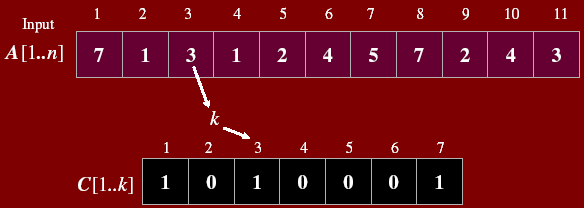 Input 1 2 3 4 5 6 7 8 9 10 11
A[1..n] 7 1 3 1 2 4 5 7 2 4 3
k
1 2 3 4 5 6 7
C[1..k] 1 0 1 0 0 0 1